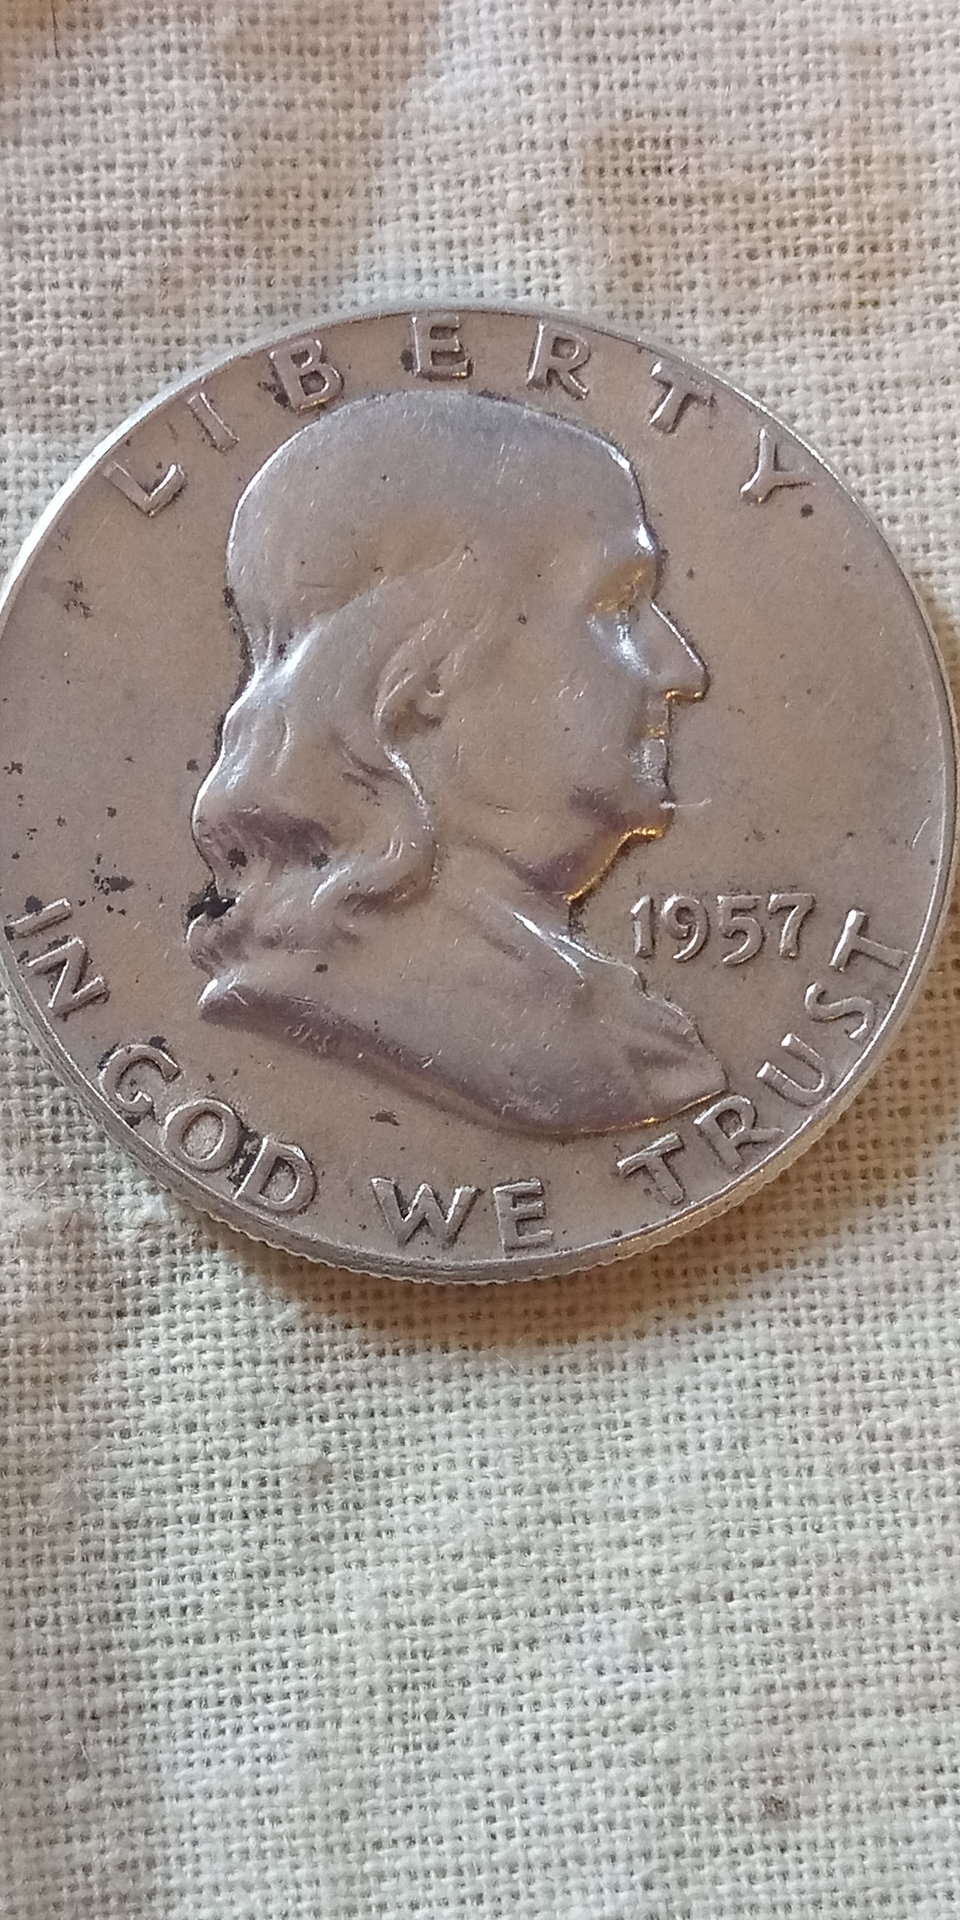 LIBERTY
1957
IN GOD WE TRUST